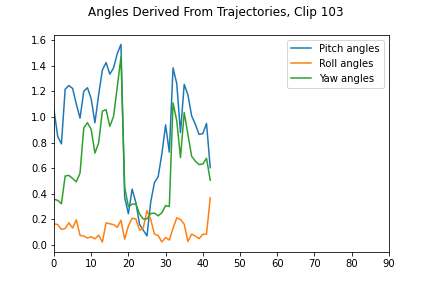 Angles Derived From Trajectories, Clip 103
1.6
1.4
1.2
1.0
0.8
0.6
0.4
0.2
0.0
Pitch angles
Roll angles
Yaw angles
0 10 20 30 40 50 60 70 80 90